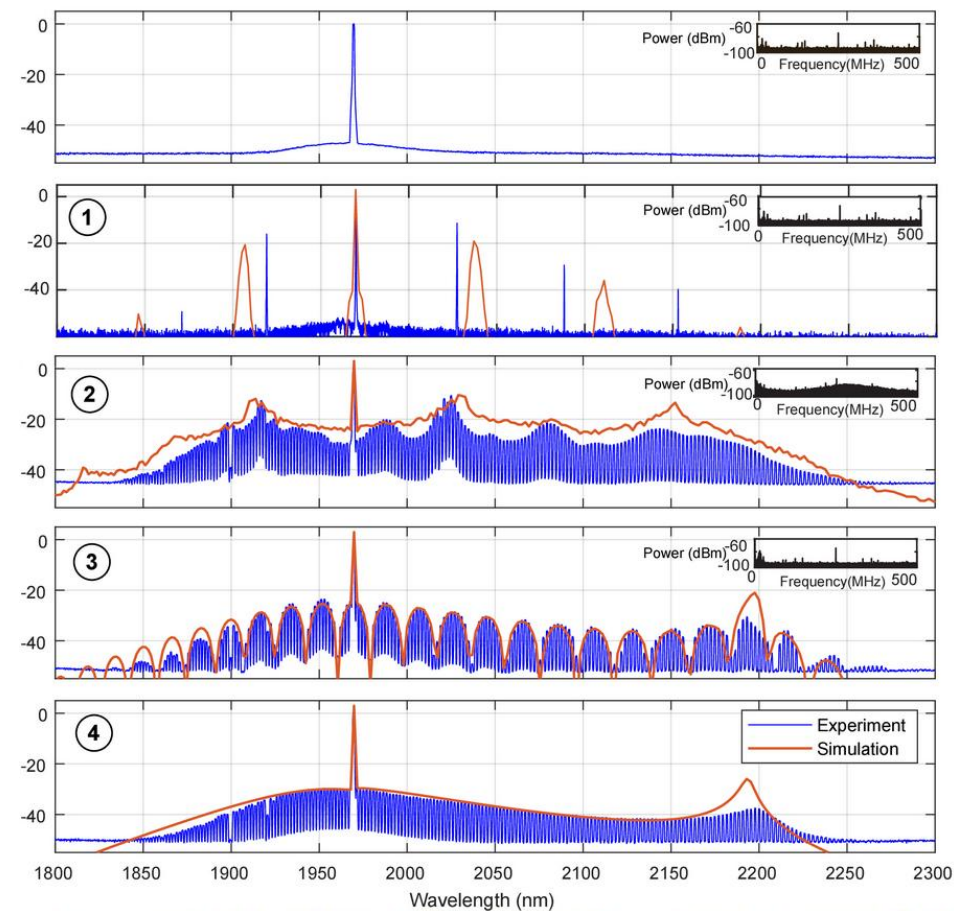 0
-20
-40
Power (dBm)
-60
-100
0
Frequency(MHz)
500
1
0
-20
-40
Power (dBm)
-60
-100
0
Frequency(MHz)
500
2
0
-20
-40
Power (dBm)
-60
-100
0
Frequency(MHz)
500
3
0
-20
-40
Power (dBm)
-60
-100
0
Frequency(MHz)
500
4
0
-20
-40
Experiment
Simulation
1800 1850 1900 1950 2000 2050 2100 2150 2200 2250 2300
Wavelength (nm)